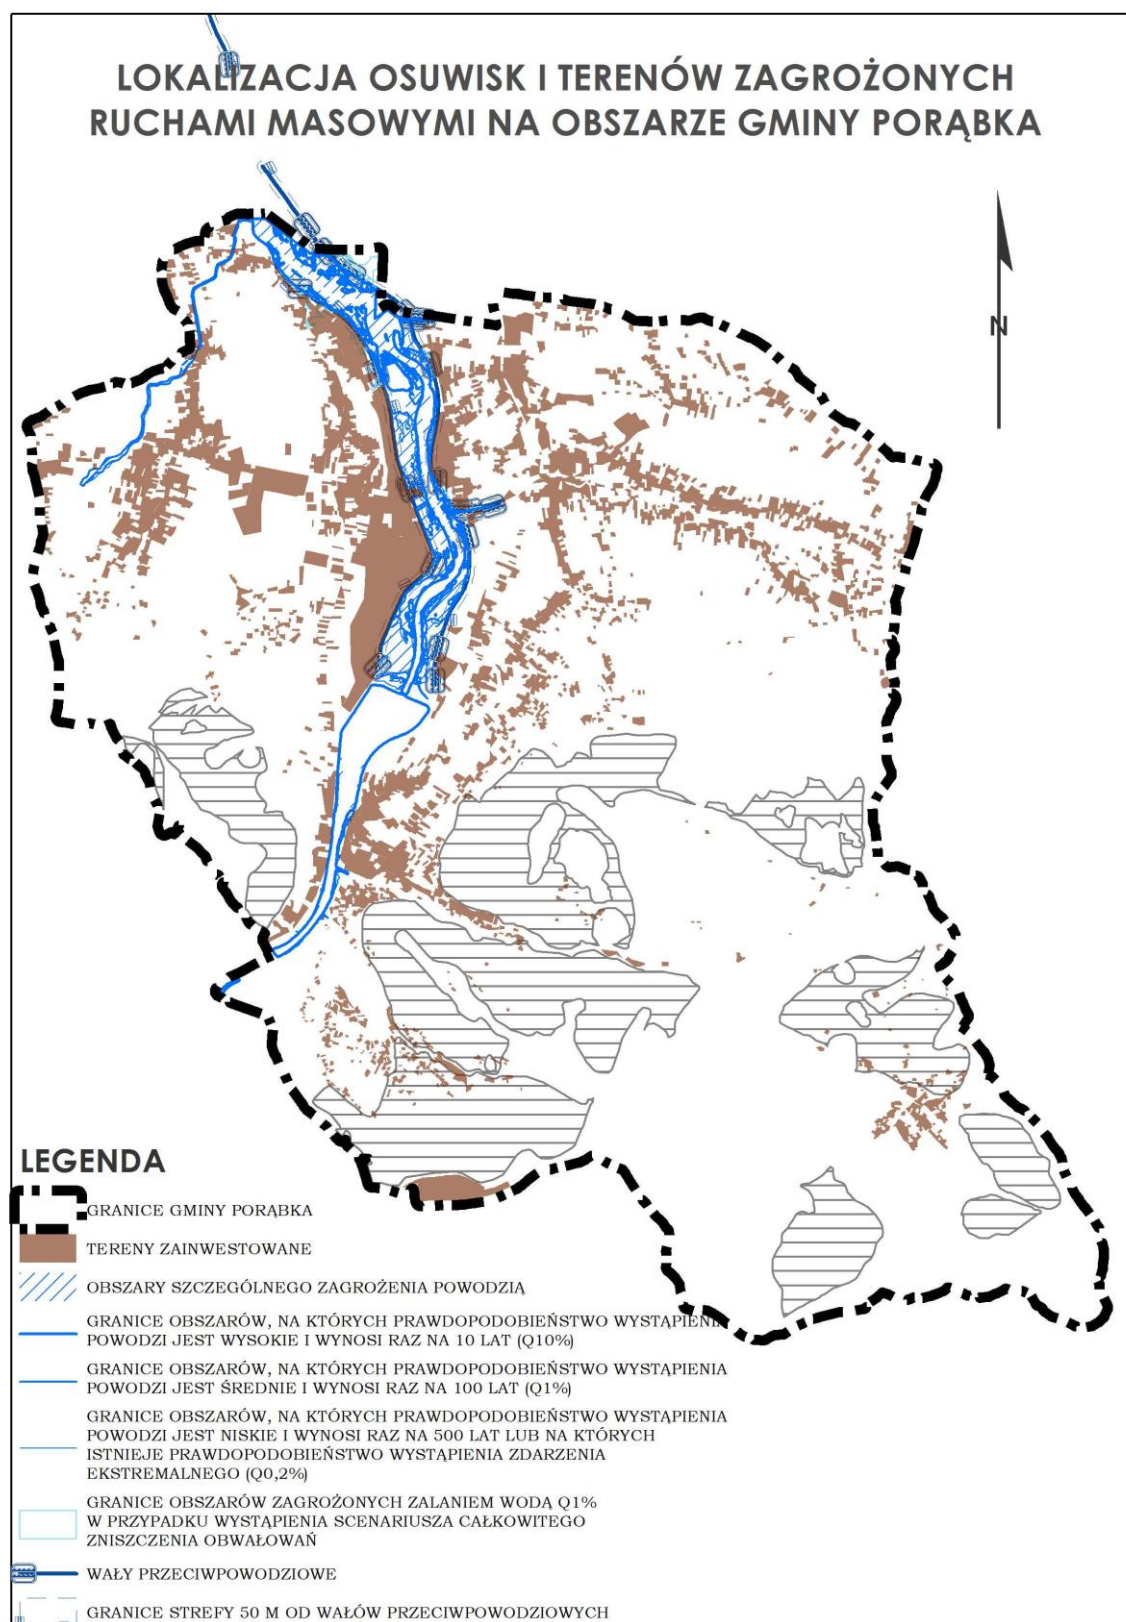 LOKALIZACJA OSUWISK I TERENÓW ZAGROŻONYCH
RUCHAMI MASOWYMI NA OBSZARZE GMINY PORĄBKA
N
LEGENDA
GRANICE GMINY PORĄBKA
TERENY ZAINWESTOWANE
OBSZARY SZCZEGÓLNEGO ZAGROŻENIA POWODZIĄ
GRANICE OBSZARÓW, NA KTÓRYCH PRAWDOPODOBIEŃSTWO WYSTĄPIENIA
POWODZI JEST WYSOKIE I WYNOSI RAZ NA 10 LAT (Q10%)
GRANICE OBSZARÓW, NA KTÓRYCH PRAWDOPODOBIEŃSTWO WYSTĄPIENIA
POWODZI JEST ŚREDNIE I WYNOSI RAZ NA 100 LAT (Q1%)
GRANICE OBSZARÓW, NA KTÓRYCH PRAWDOPODOBIEŃSTWO WYSTĄPIENIA
POWODZI JEST NISKIE I WYNOSI RAZ NA 500 LAT LUB NA KTÓRYCH
ISTNIEJE PRAWDOPODOBIEŃSTWO WYSTĄPIENIA ZDARZENIA
EKSTREMALNEGO (Q0,2%)
GRANICE OBSZARÓW ZAGROŻONYCH ZALANIEM WODĄ Q1%
W PRZYPADKU WYSTĄPIENIA SCENARIUSZA CAŁKOWITEGO
ZNISZCZENIA OBWAŁOWAŃ
WAŁY PRZECIWPOWODZIOWE
GRANICE STREFY 50 M OD WAŁÓW PRZECIWPOWODZIOWYCH